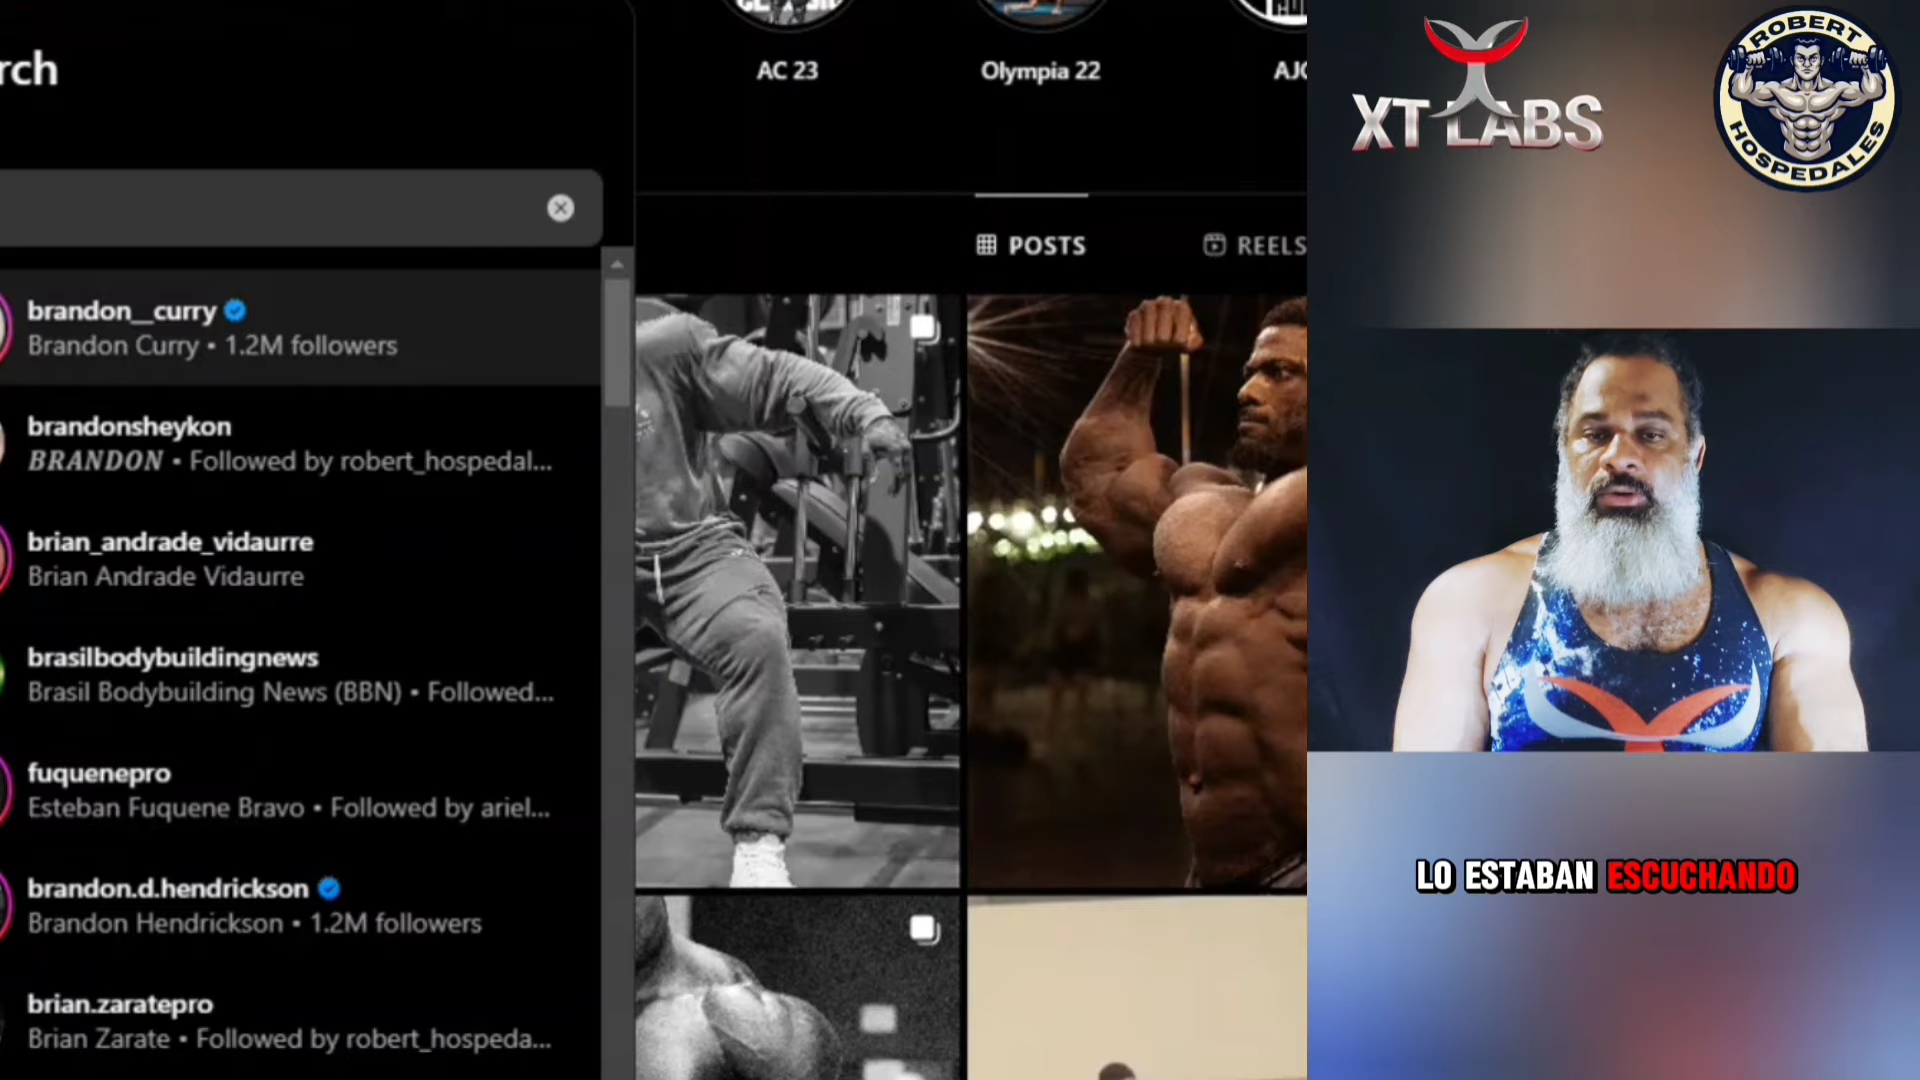 rch
brandon__curry
Brandon Curry • 1.2M followers
brandonsheykon
BRANDON • Followed by robert_hospedal...
brian_andrade_vidaurre
Brian Andrade Vidaurre
brasilbodybuildingnews
Brasil Bodybuilding News (BBN) • Followed...
fuquenepro
Esteban Fuquene Bravo • Followed by ariel...
brandon.d.hendrickson
Brandon Hendrickson • 1.2M followers
brian.zaratepro
Brian Zarate • Followed by robert_hospeda...
AC 23
Olympia 22
POSTS
REELS
XT LABS
ROBERT
HOSPEDALES
LO ESTABAN ESCUCHANDO